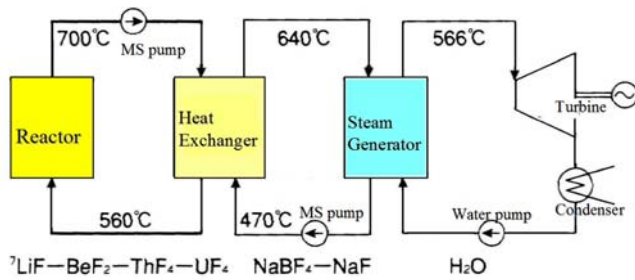 700℃
MS pump
640℃
566℃
Reactor
Heat
Exchanger
Steam
Generator
Turbine
Condenser
560℃
470℃
MS pump
Water pump
⁷LiF—BeF₂—ThF₄—UF₄
NaBF₄—NaF
H₂O